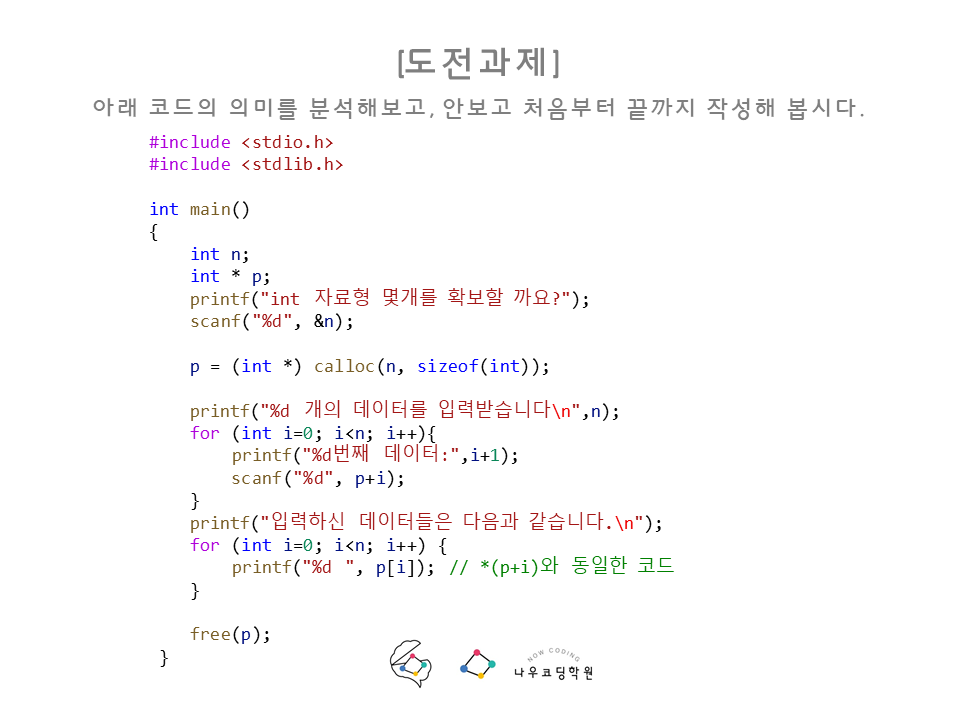 [도전과제]
아래 코드의 의미를 분석해보고, 안보고 처음부터 끝까지 작성해 봅시다.
#include <stdio.h>
#include <stdlib.h>
int main()
{
int n;
int * p;
printf("int 자료형 몇개를 확보할 까요?");
scanf("%d", &n);
p = (int *) calloc(n, sizeof(int));
printf("%d 개의 데이터를 입력받습니다\n",n);
for (int i=0; i<n; i++){
printf("%d번째 데이터:",i+1);
scanf("%d", p+i);
}
printf("입력하신 데이터들은 다음과 같습니다.\n");
for (int i=0; i<n; i++) {
printf("%d ", p[i]); // *(p+i)와 동일한 코드
}
free(p);
}
NOW CODING
나우코딩학원